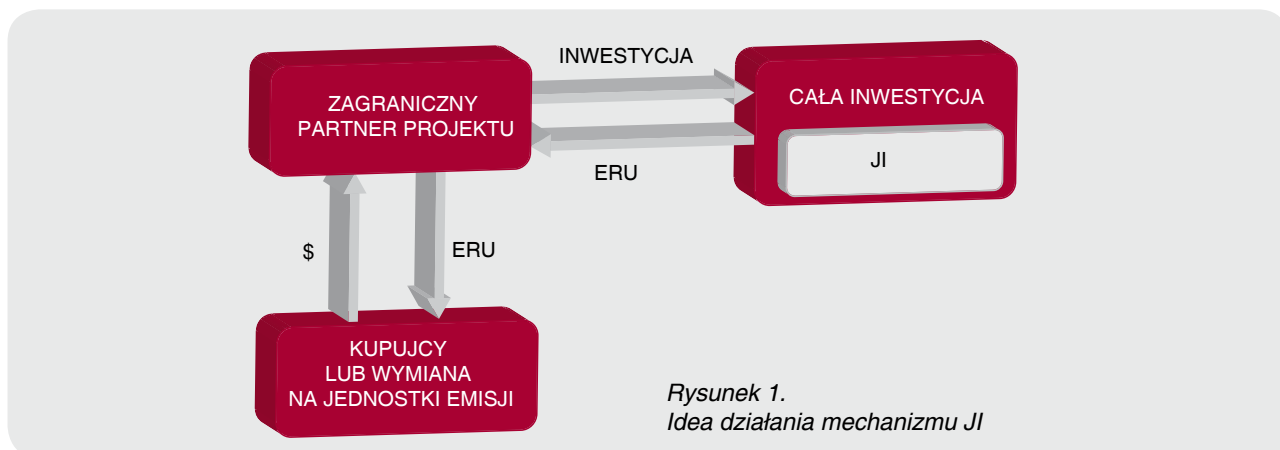 INWESTYCJA
ZAGRANICZNY
PARTNER PROJEKTU
CAŁA INWESTYCJA
JI
ERU
$
ERU
KUPUJCY
LUB WYMIANA
NA JEDNOSTKI EMISJI
Rysunek 1.
Idea działania mechanizmu JI